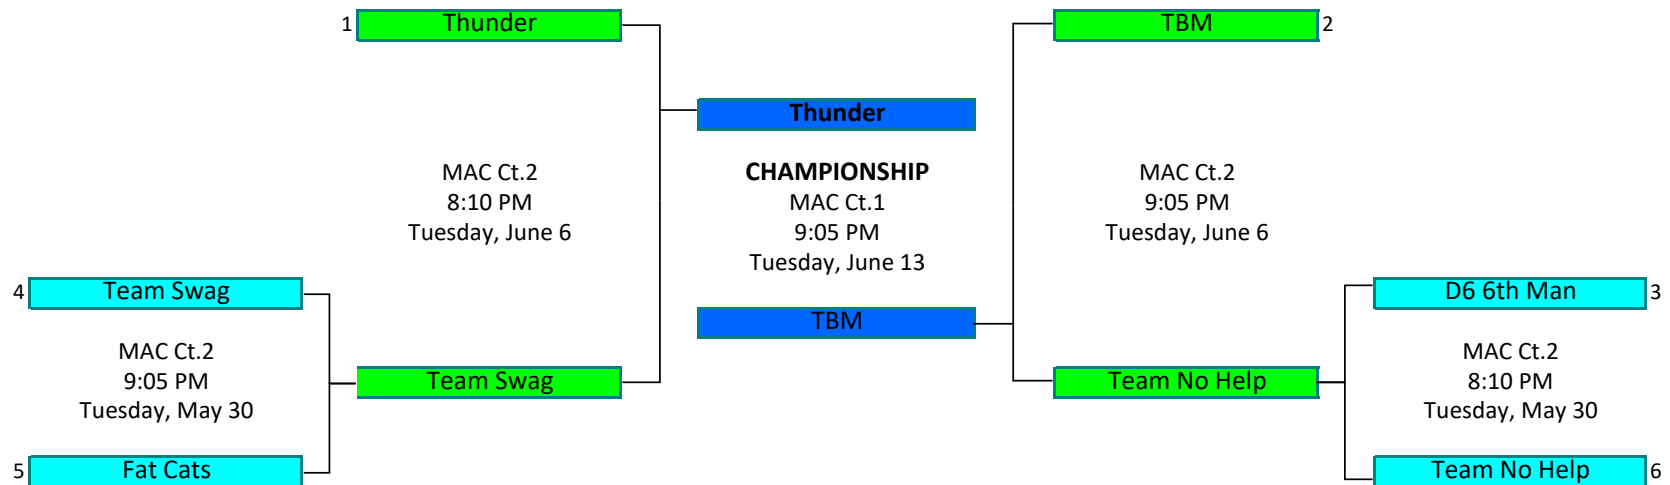 1 Thunder
TBM 2
Thunder
MAC Ct.2
8:10 PM
Tuesday, June 6
CHAMPIONSHIP
MAC Ct.1
9:05 PM
Tuesday, June 13
MAC Ct.2
9:05 PM
Tuesday, June 6
4 Team Swag
D6 6th Man 3
TBM
MAC Ct.2
9:05 PM
Tuesday, May 30
MAC Ct.2
8:10 PM
Tuesday, May 30
Team Swag
Team No Help
5 Fat Cats
Team No Help 6